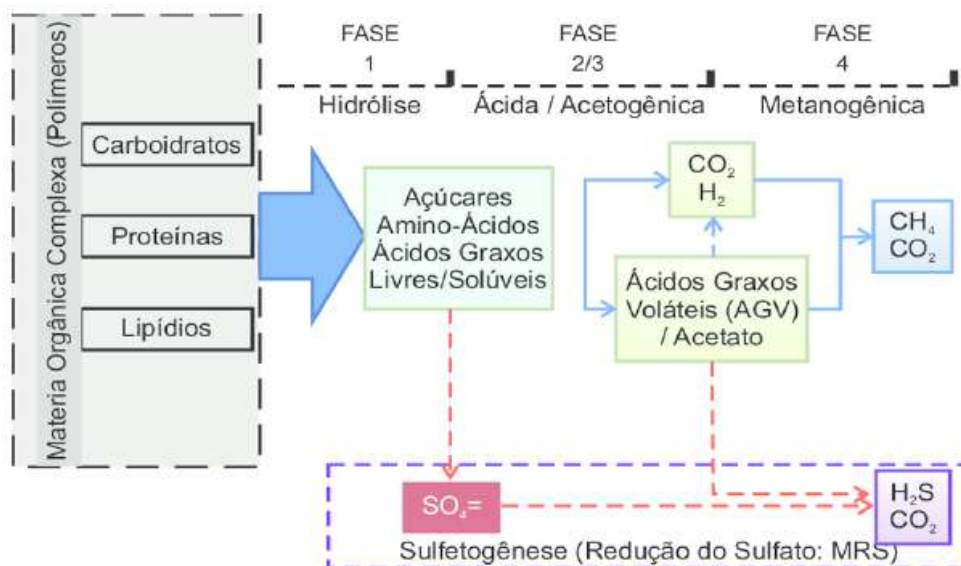 Materia Orgânica Complexa (Polímeros)
Carboidratos
Proteínas
Lipídios
FASE
1
Hidrólise
FASE
2/3
Ácida / Acetogênica
FASE
4
Metanogênica
Açúcares
Amino-Ácidos
Ácidos Graxos
Livres/Solúveis
CO₂
H₂
Ácidos Graxos
Voláteis (AGV)
/ Acetato
CH₄
CO₂
SO₄=
H₂S
CO₂
Sulfetogênese (Redução do Sulfato: MRS)